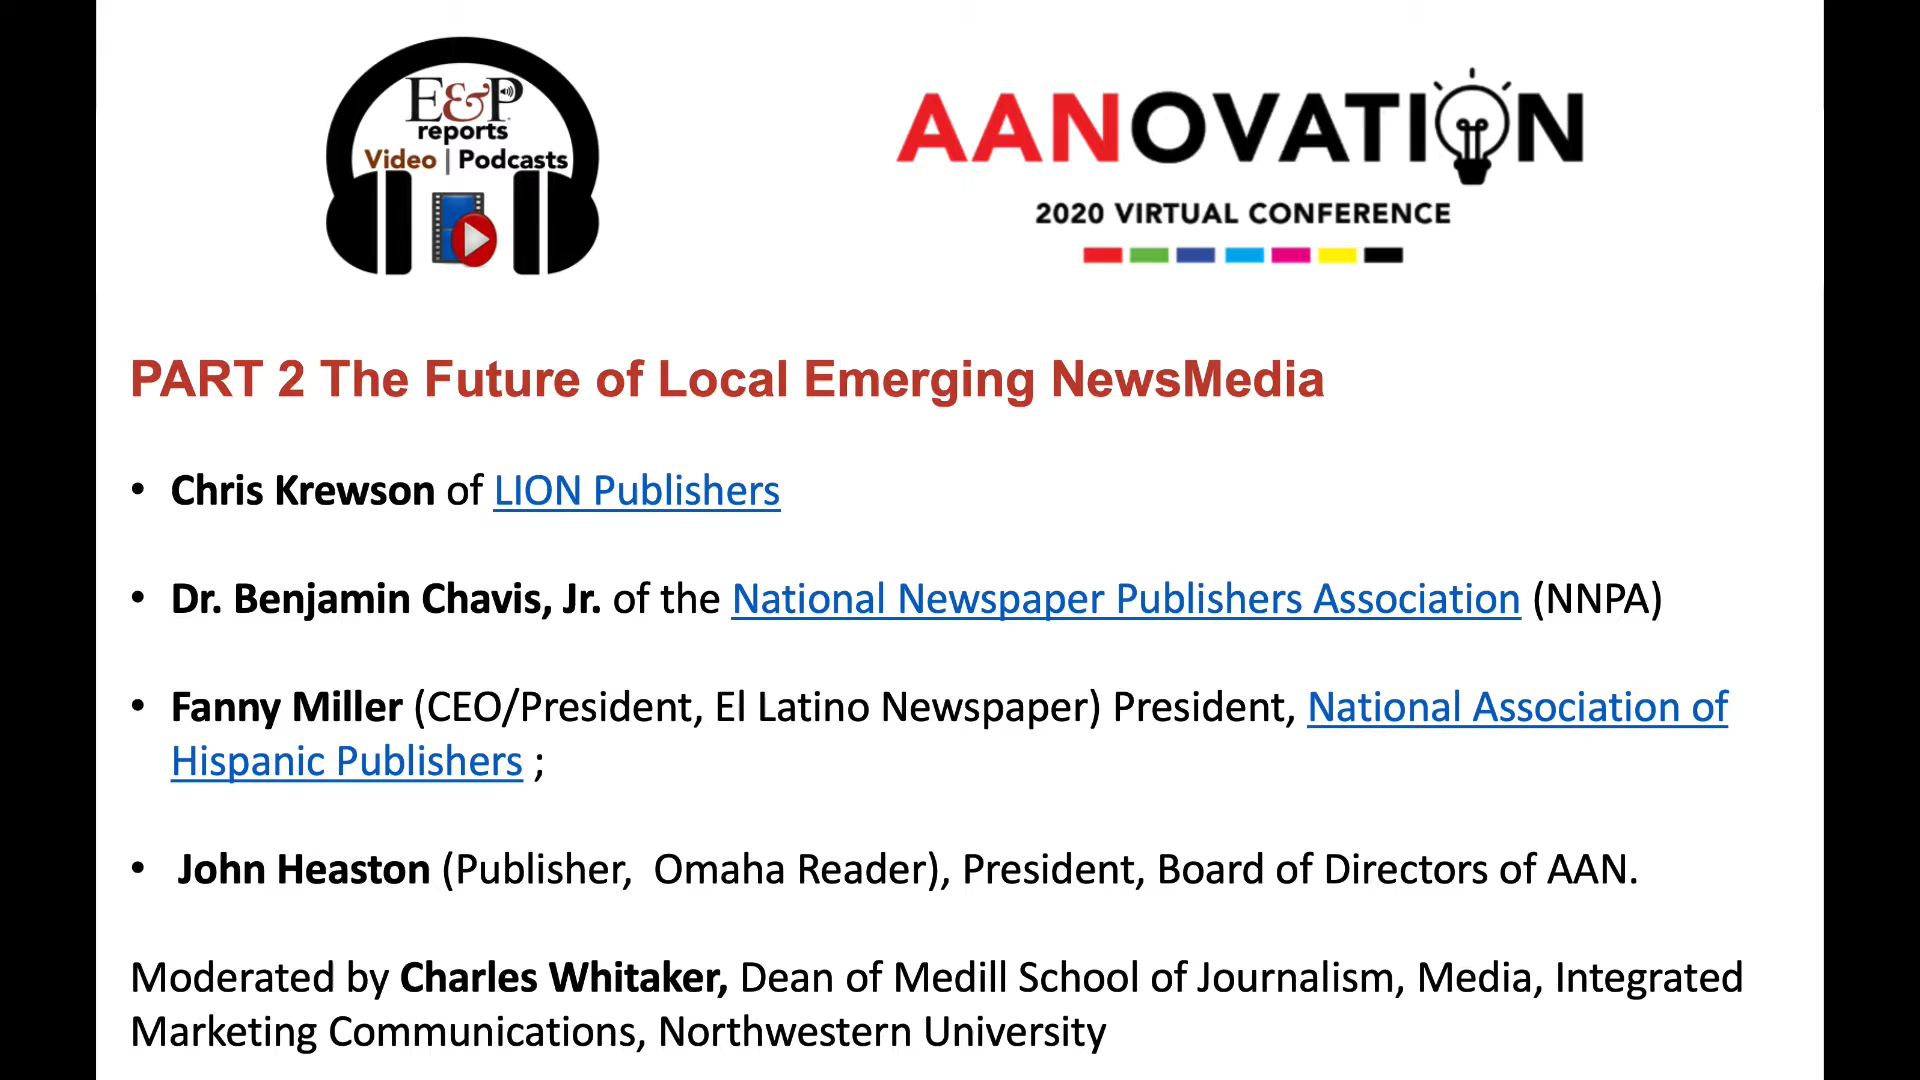 E&P
reports
Video | Podcasts
AANOVATION
2020 VIRTUAL CONFERENCE
PART 2 The Future of Local Emerging NewsMedia
• Chris Krewson of LION Publishers
• Dr. Benjamin Chavis, Jr. of the National Newspaper Publishers Association (NNPA)
• Fanny Miller (CEO/President, El Latino Newspaper) President, National Association of
Hispanic Publishers ;
• John Heaston (Publisher, Omaha Reader), President, Board of Directors of AAN.
Moderated by Charles Whitaker, Dean of Medill School of Journalism, Media, Integrated
Marketing Communications, Northwestern University